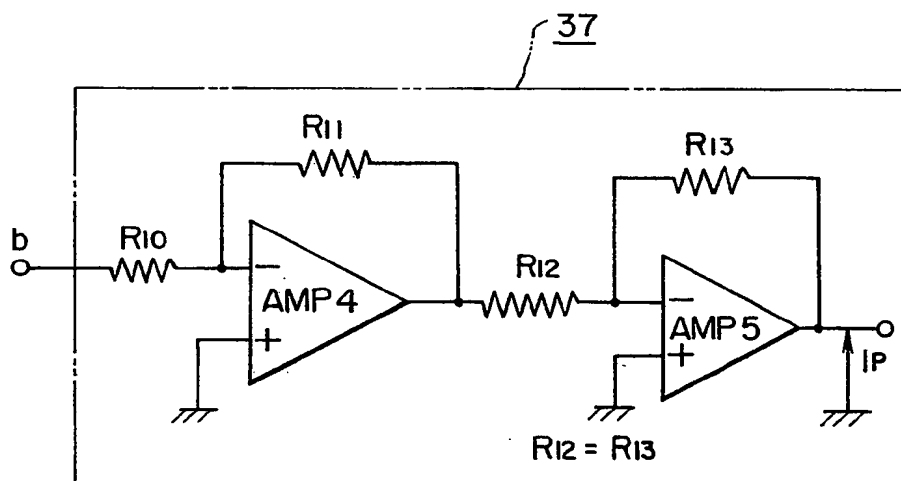 37
R11
R13
b
R10
R12
−
AMP4
+
−
AMP5
+
IP
R12 = R13